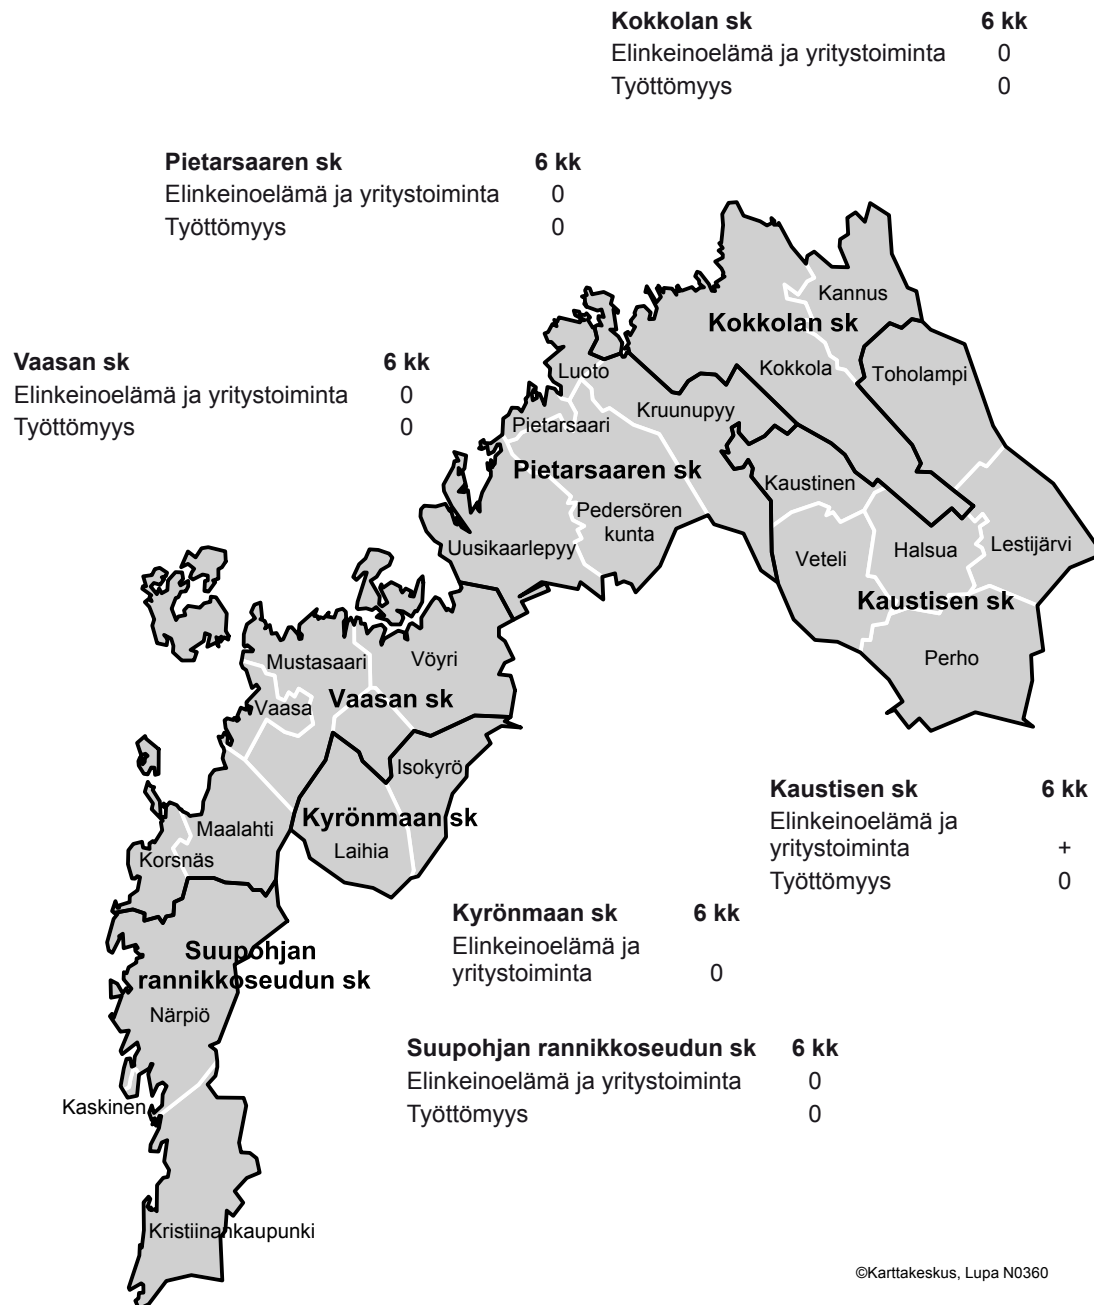 Kokkolan sk 6 kk
Elinkeinoelämä ja yritystoiminta 0
Työttömyys 0
Pietarsaaren sk 6 kk
Elinkeinoelämä ja yritystoiminta 0
Työttömyys 0
Vaasan sk 6 kk
Elinkeinoelämä ja yritystoiminta 0
Työttömyys 0
Kannus
Kokkolan sk
Kokkola
Toholampi
Luoto
Kruunupyy
Pietarsaari
Pietarsaaren sk
Kaustinen
Pedersören
kunta
Uusikaarlepyy
Veteli
Halsua
Lestijärvi
Kaustisen sk
Perho
Mustasaari
Vöyri
Vaasa
Vaasan sk
Isokyrö
Kyrönmaan sk
Maalahti
Laihia
Korsnäs
Kaustisen sk 6 kk
Elinkeinoelämä ja
yritystoiminta +
Työttömyys 0
Kyrönmaan sk 6 kk
Elinkeinoelämä ja
yritystoiminta 0
Suupohjan
rannikkoseudun sk
Närpiö
Suupohjan rannikkoseudun sk 6 kk
Elinkeinoelämä ja yritystoiminta 0
Työttömyys 0
Kaskinen
Kristiinankaupunki
©Karttakeskus, Lupa N0360